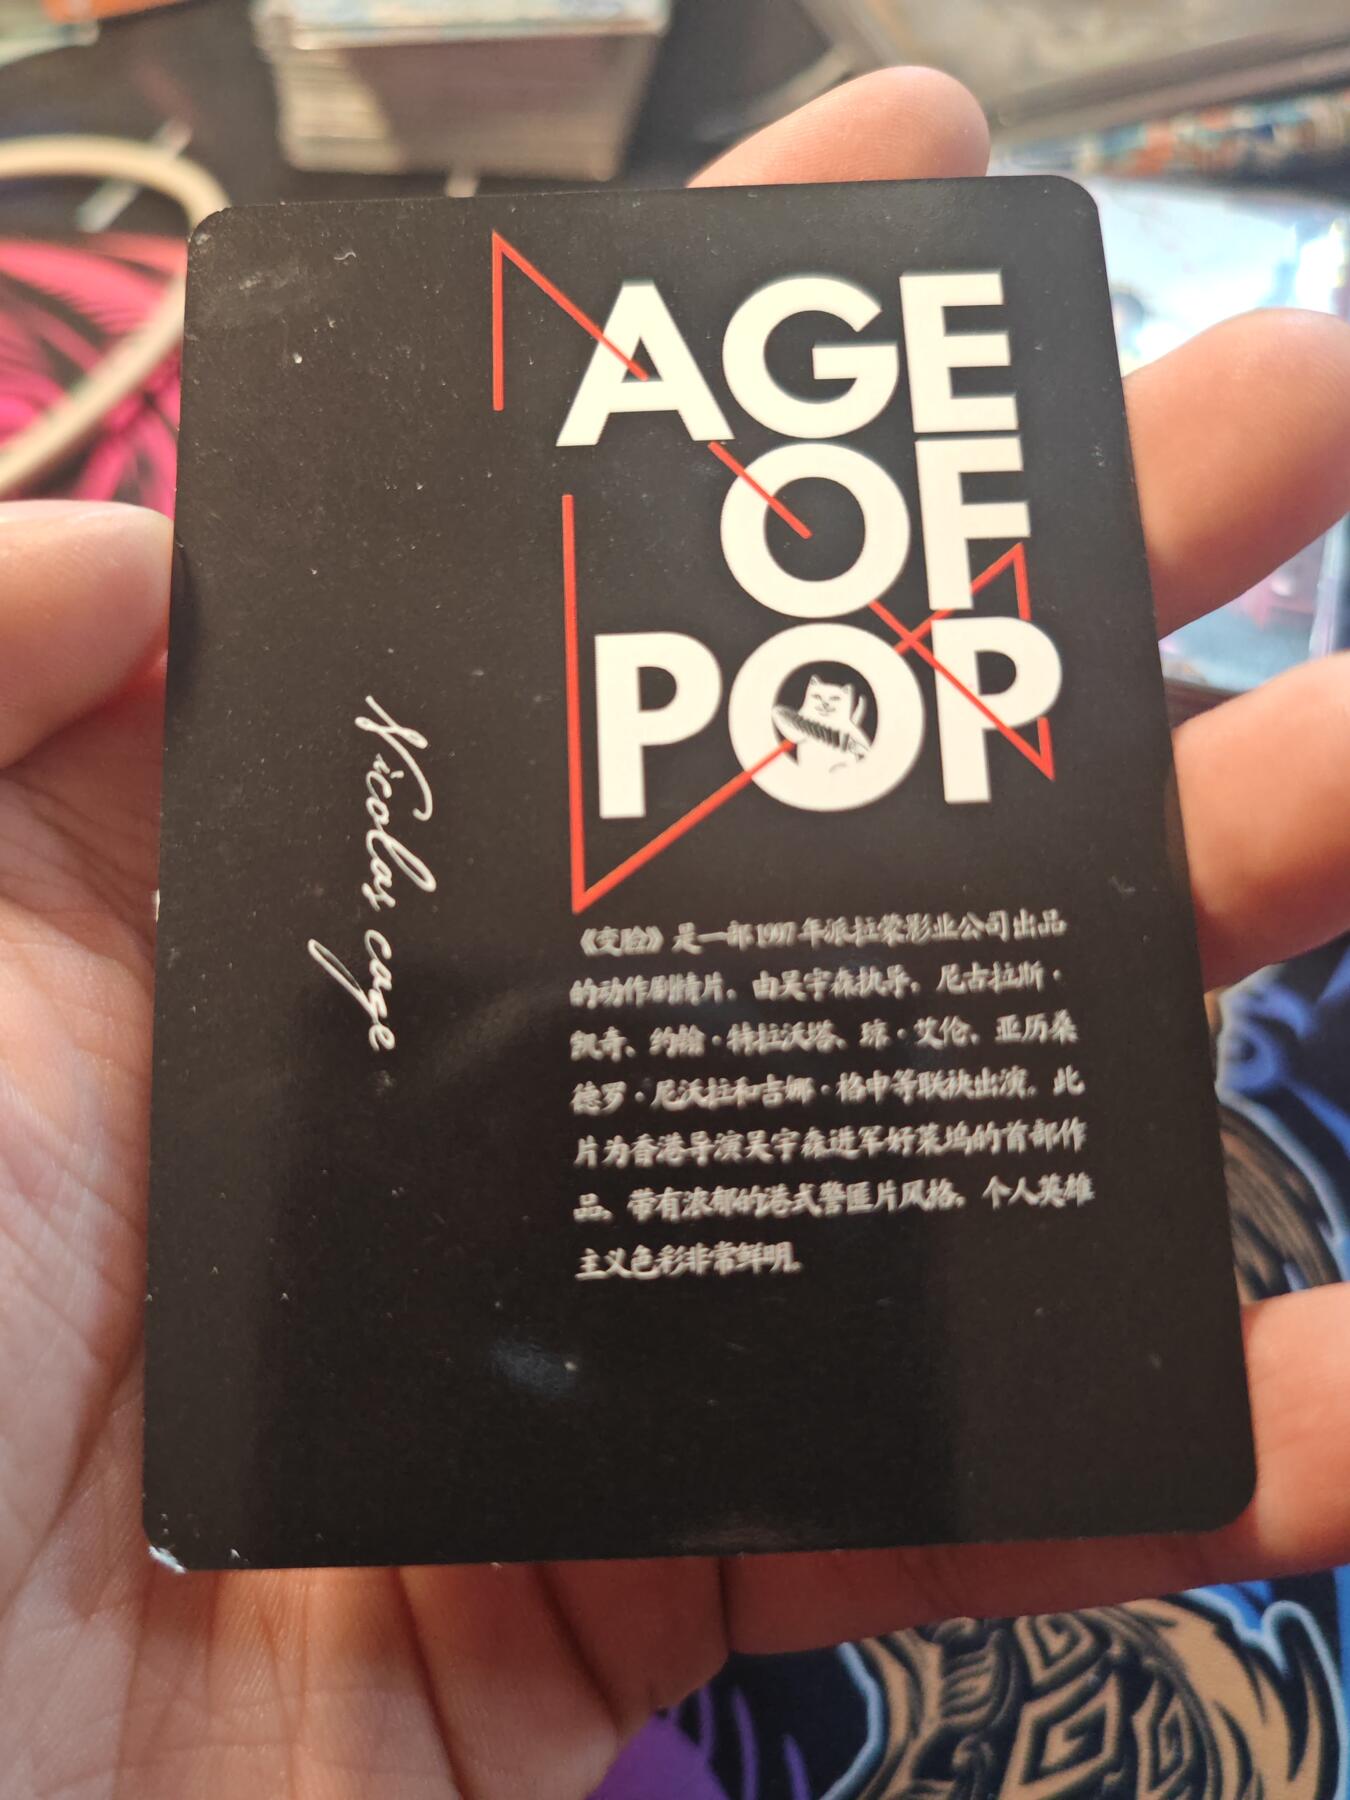 AGE
OF
POP
Nicolas cage
《变脸》是一部1997年派拉蒙影业公司出品
的动作剧情片，由吴宇森执导，尼古拉斯·
凯奇、约翰·特拉沃塔、琼·艾伦、亚历桑
德罗·尼沃拉和吉娜·格申等联袂出演。此
片为香港导演吴宇森进军好莱坞的首部作
品，带有浓郁的港式警匪片风格，个人英雄
主义色彩非常鲜明。